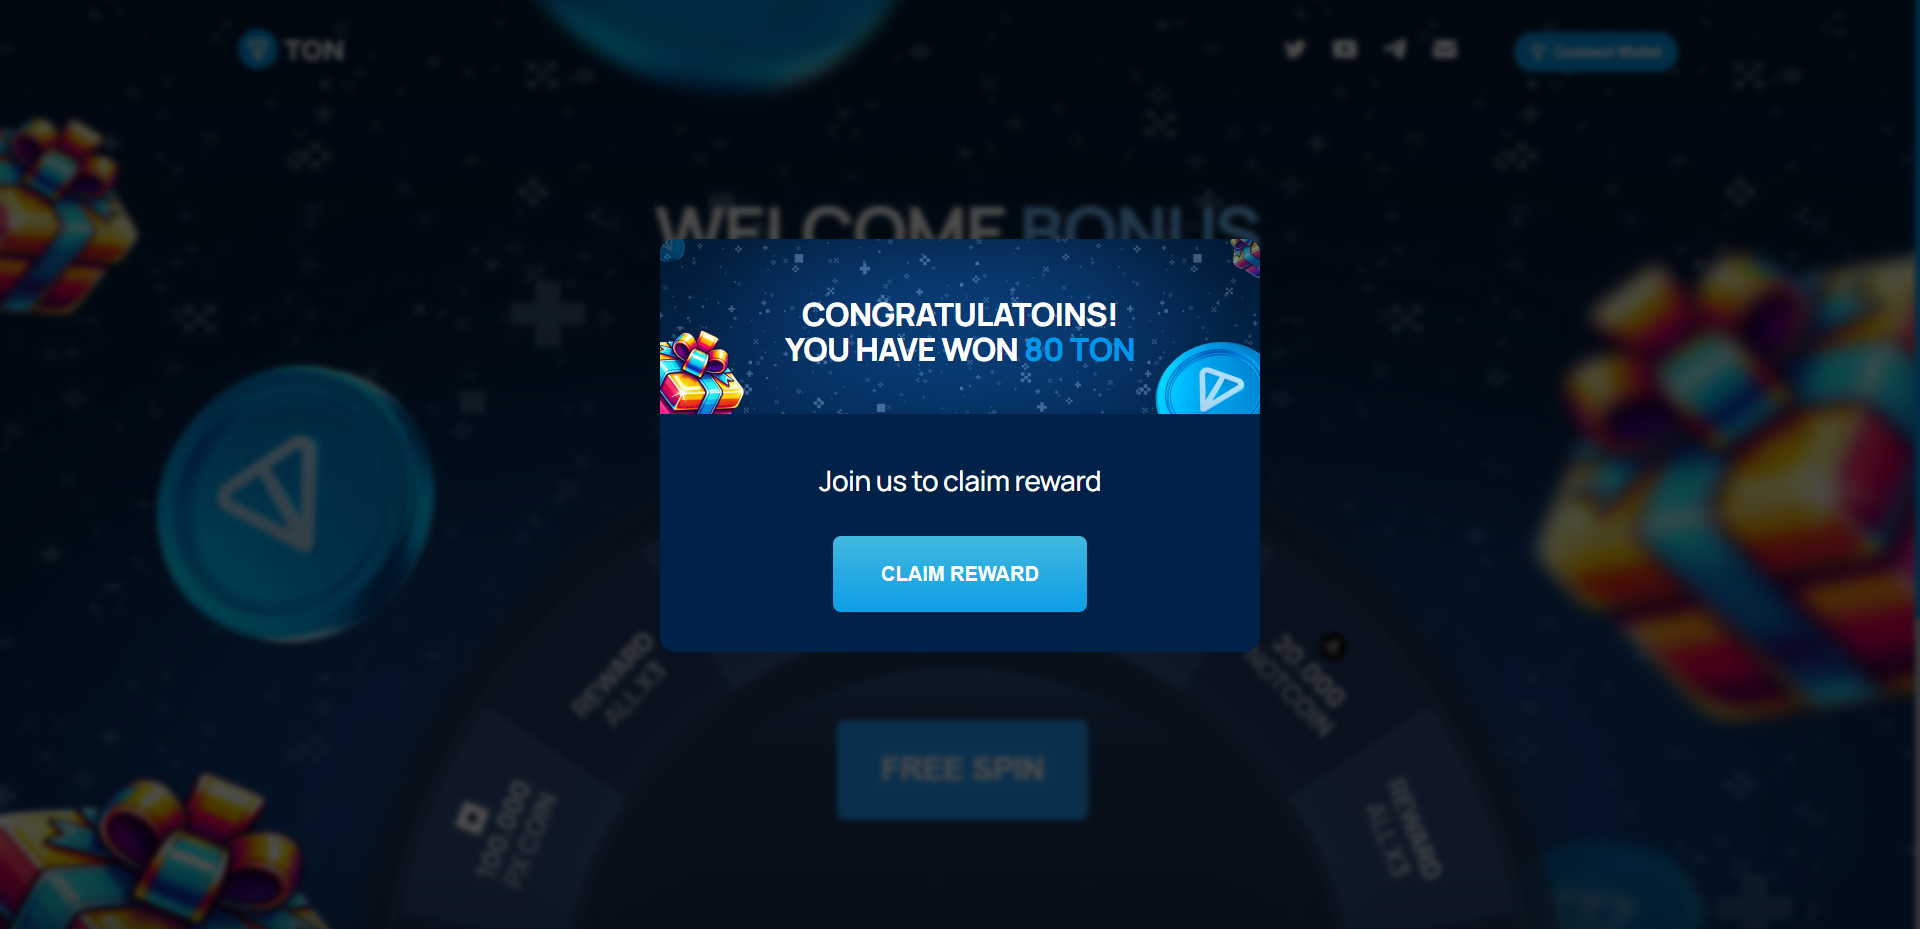 TON
Connect Wallet
WELCOME BONUS
CONGRATULATOINS!
YOU HAVE WON 80 TON
Join us to claim reward
CLAIM REWARD
REWARD
ALL X3
20.000
NOTCOIN
FREE SPIN
100.000
PX COIN
REWARD
ALL X3